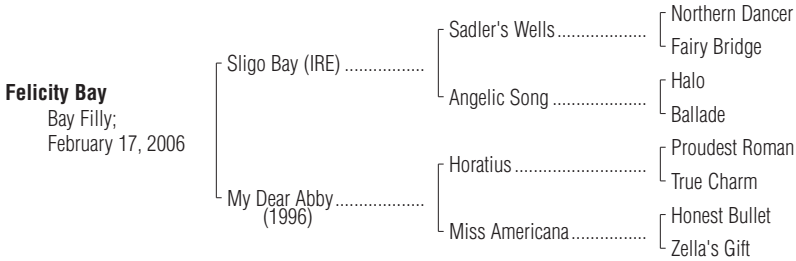 Felicity Bay
Bay Filly;
February 17, 2006
Sligo Bay (IRE) .................
My Dear Abby...................
(1996)
Sadler's Wells...................
Angelic Song ....................
Horatius............................
Miss Americana................
Northern Dancer
Fairy Bridge
Halo
Ballade
Proudest Roman
True Charm
Honest Bullet
Zella's Gift